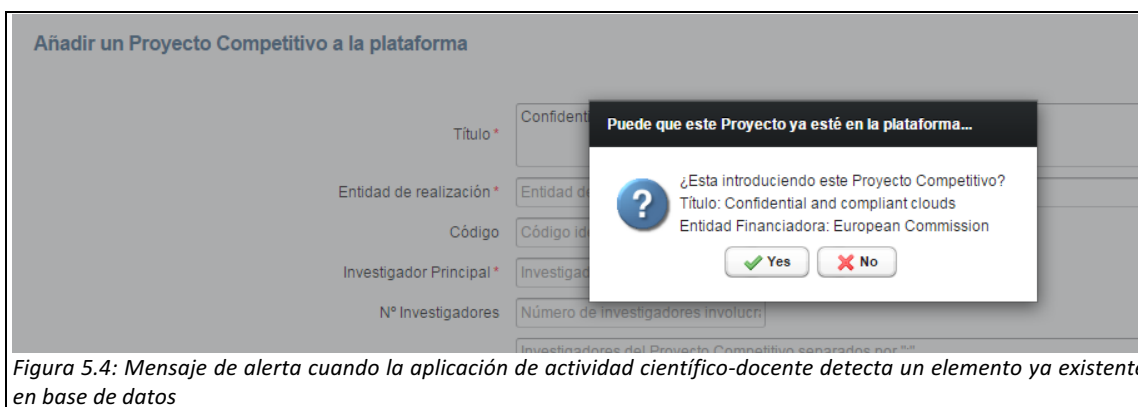 Añadir un Proyecto Competitivo a la plataforma
Título *
Confidenti
Puede que este Proyecto ya esté en la plataforma...
¿Esta introduciendo este Proyecto Competitivo?
Título: Confidential and compliant clouds
Entidad Financiadora: European Commission
Yes No
Entidad de realización *
Entidad de
Código
Código ide
Investigador Principal *
Investigad
Nº Investigadores
Número de investigadores involucr
Investigadores del Proyecto Competitivo separados por ";"
Figura 5.4: Mensaje de alerta cuando la aplicación de actividad científico-docente detecta un elemento ya existente
en base de datos